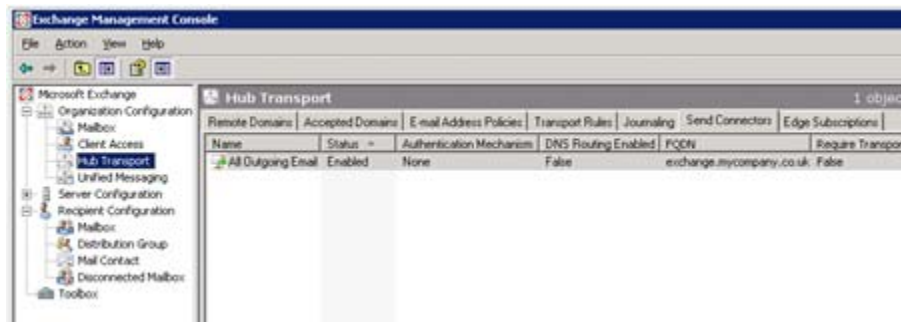 Exchange Management Console
File Action View Help
Microsoft Exchange
Organization Configuration
Mailbox
Client Access
Hub Transport
Unified Messaging
Server Configuration
Recipient Configuration
Mailbox
Distribution Group
Mail Contact
Disconnected Mailbox
Toolbox
Hub Transport 1 objec
Remote Domains Accepted Domains E-mail Address Policies Transport Rules Journaling Send Connectors Edge Subscriptions
Name Status Authentication Mechanism DNS Routing Enabled FQDN Require Transpor
All Outgoing Email Enabled None False exchange.mycompany.co.uk False